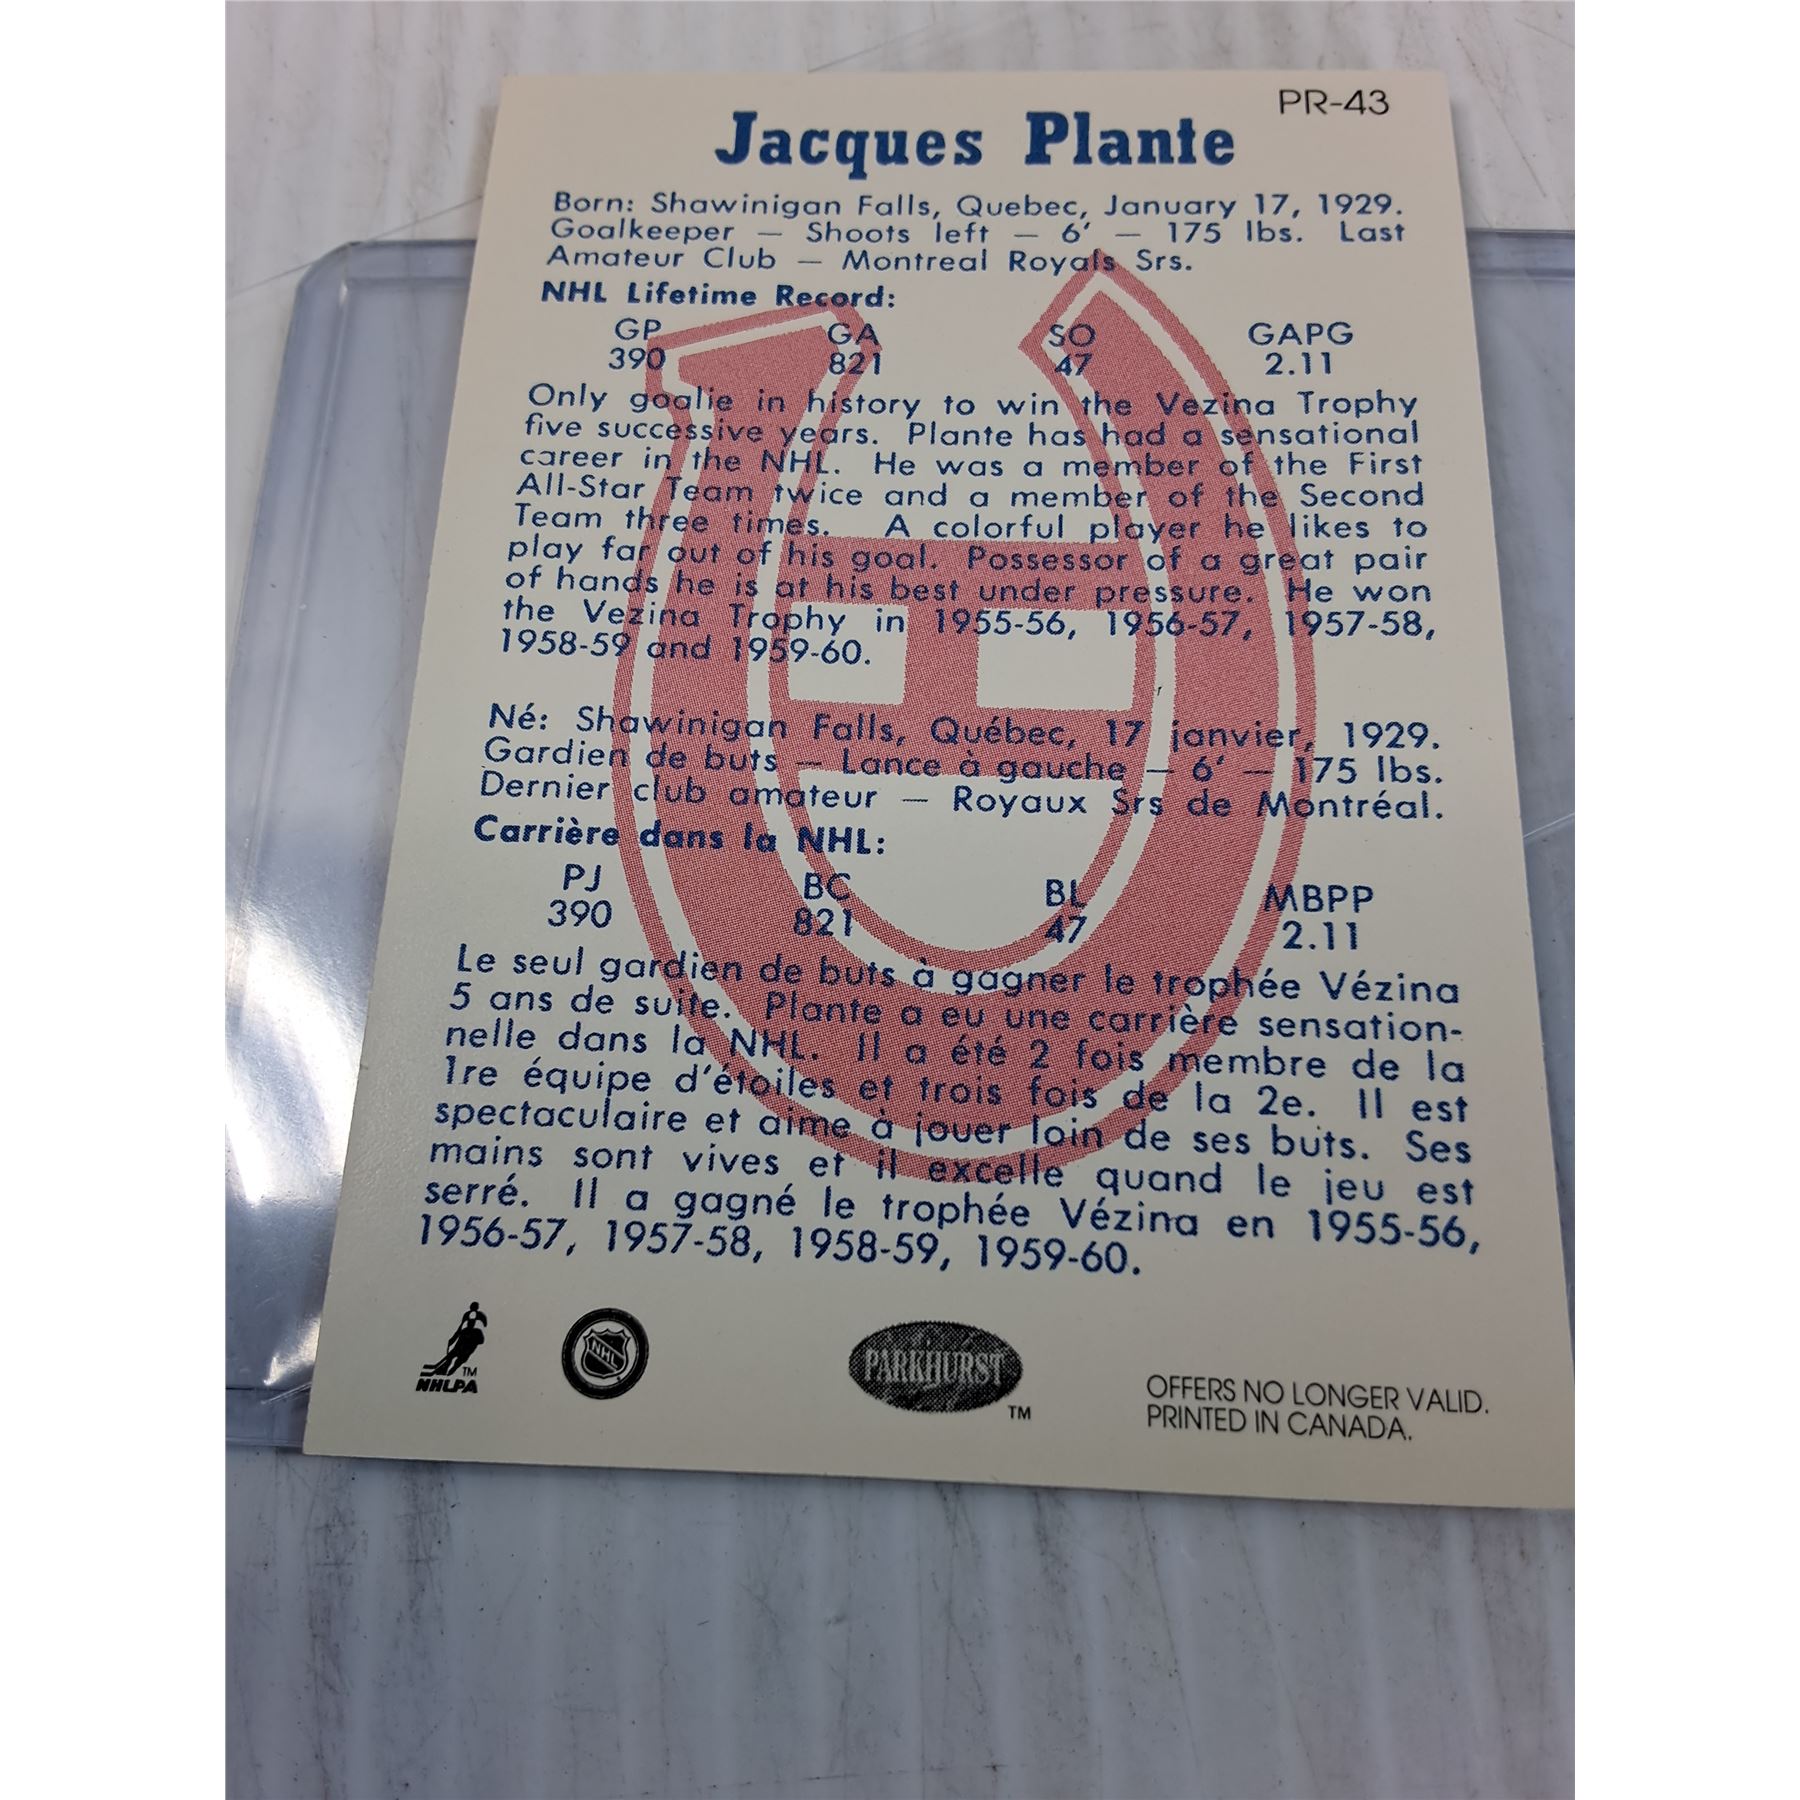 PR-43
Jacques Plante
Born: Shawinigan Falls, Quebec, January 17, 1929.
Goalkeeper — Shoots left — 6' — 175 lbs. Last
Amateur Club — Montreal Royals Srs.
NHL Lifetime Record:
GP GA SO GAPG
390 821 47 2.11
Only goalie in history to win the Vezina Trophy
five successive years. Plante has had a sensational
career in the NHL. He was a member of the First
All-Star Team twice and a member of the Second
Team three times. A colorful player he likes to
play far out of his goal. Possessor of a great pair
of hands he is at his best under pressure. He won
the Vezina Trophy in 1955-56, 1956-57, 1957-58,
1958-59 and 1959-60.
Né: Shawinigan Falls, Québec, 17 janvier, 1929.
Gardien de buts — Lance à gauche — 6' — 175 lbs.
Dernier club amateur — Royaux Srs de Montréal.
Carrière dans la NHL:
PJ BC BL MBPP
390 821 47 2.11
Le seul gardien de buts à gagner le trophée Vézina
5 ans de suite. Plante a eu une carrière sensation-
nelle dans la NHL. Il a été 2 fois membre de la
1re équipe d'étoiles et trois fois de la 2e. Il est
spectaculaire et aime à jouer loin de ses buts. Ses
mains sont vives et il excelle quand le jeu est
serré. Il a gagné le trophée Vézina en 1955-56,
1956-57, 1957-58, 1958-59, 1959-60.
TM
NHLPA
NHL
PARKHURST
TM
OFFERS NO LONGER VALID.
PRINTED IN CANADA.